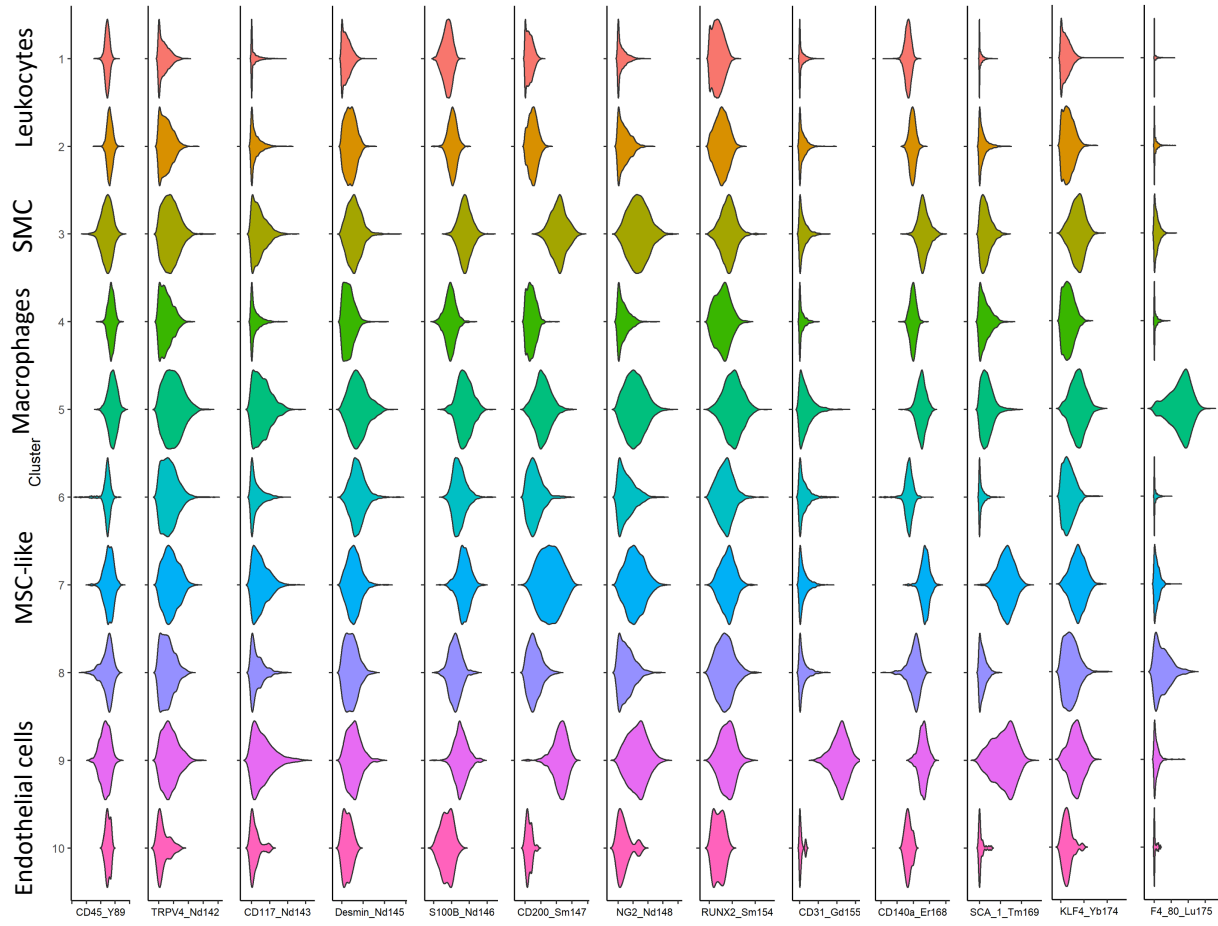 Leukocytes
SMC
Macrophages
MSC-like
Endothelial cells
Cluster
1
2
3
4
5
6
7
8
9
10
CD45_Y89 TRPV4_Nd142 CD117_Nd143 Desmin_Nd145 S100B_Nd146 CD200_Sm147 NG2_Nd148 RUNX2_Sm154 CD31_Gd155 CD140a_Er168 SCA_1_Tm169 KLF4_Yb174 F4_80_Lu175